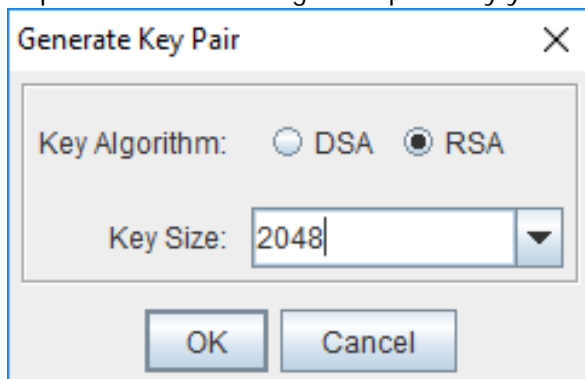 Generate Key Pair
Key Algorithm: DSA RSA
Key Size: 2048
OK Cancel